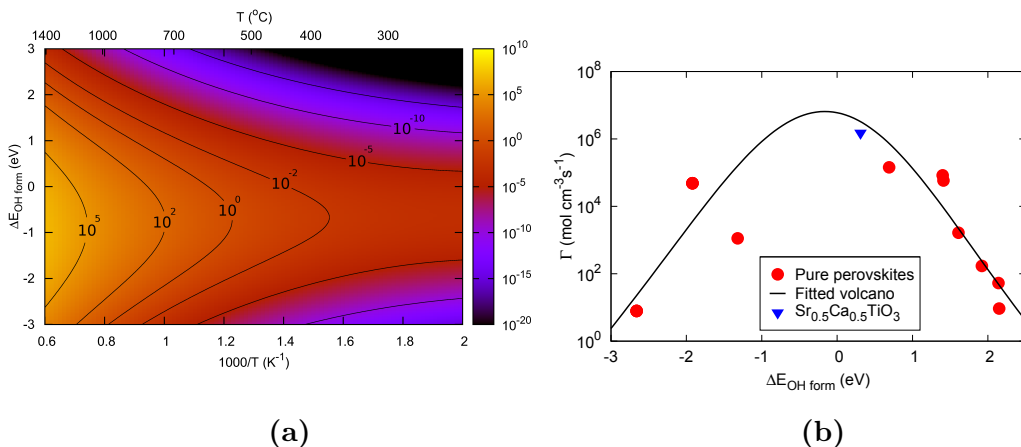 T (°C)
1400 1000 700 500 400 300
3
2
1
0
-1
-2
-3
ΔE_OH form (eV)
10^5
10^2
10^0
10^-2
10^-5
10^-10
0.6 0.8 1 1.2 1.4 1.6 1.8 2
1000/T (K^-1)
10^10
10^5
10^0
10^-5
10^-10
10^-15
10^-20
(a)
10^8
10^6
10^4
10^2
10^0
Γ (mol cm^-3s^-1)
Pure perovskites
Fitted volcano
Sr_0.5Ca_0.5TiO_3
-3 -2 -1 0 1 2
ΔE_OH form (eV)
(b)